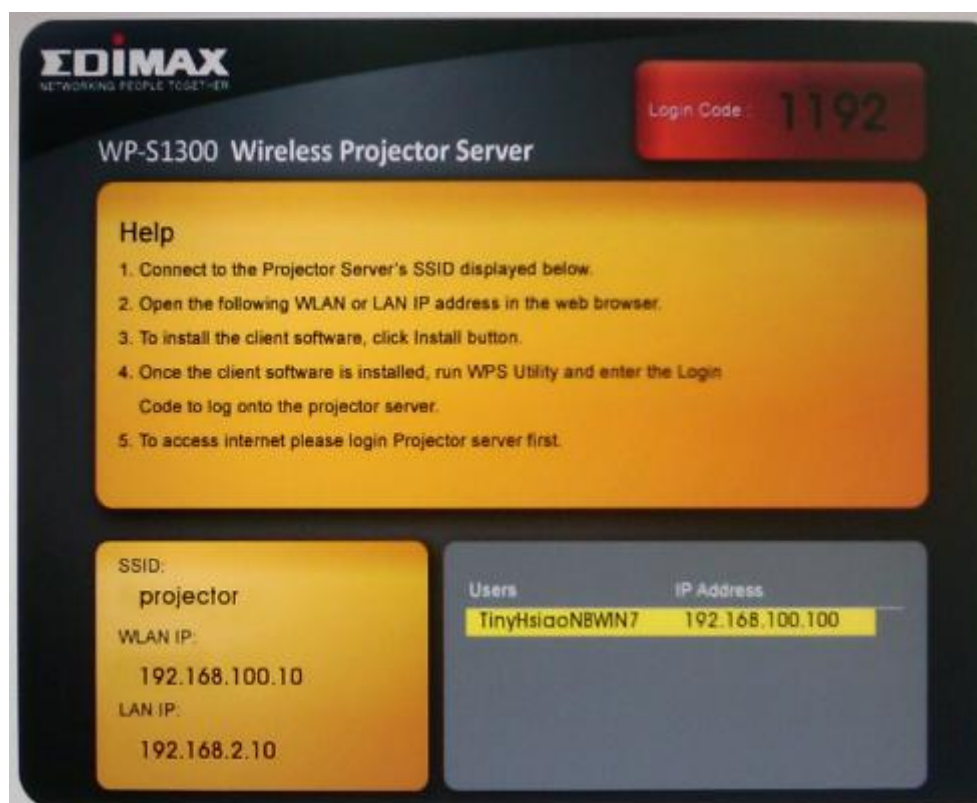 EDIMAX
NETWORKING PEOPLE TOGETHER
Login Code : 1192
WP-S1300 Wireless Projector Server
Help
1. Connect to the Projector Server's SSID displayed below.
2. Open the following WLAN or LAN IP address in the web browser.
3. To install the client software, click Install button.
4. Once the client software is installed, run WPS Utility and enter the Login
Code to log onto the projector server.
5. To access internet please login Projector server first.
SSID:
projector
WLAN IP:
192.168.100.10
LAN IP:
192.168.2.10
Users IP Address
TinyHsiaoNBWIN7 192.168.100.100